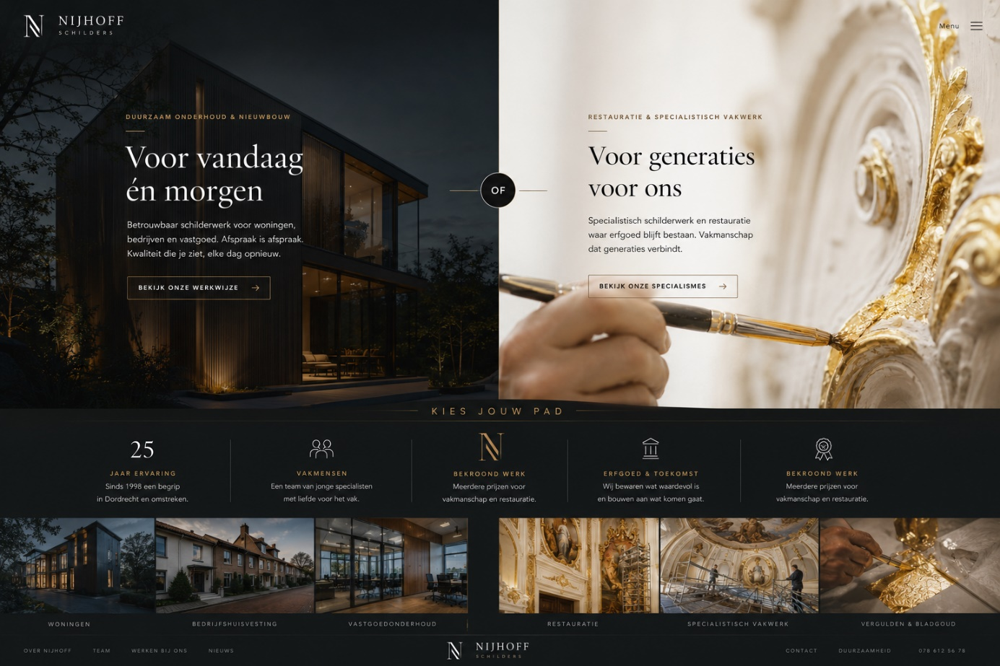 N NIJHOFF
SCHILDERS
Menu
DUURZAAM ONDERHOUD & NIEUWBOUW
Voor vandaag
én morgen
Betrouwbaar schilderwerk voor woningen,
bedrijven en vastgoed. Afspraak is afspraak.
Kwaliteit die je ziet, elke dag opnieuw.
BEKIJK ONZE WERKWIJZE →
OF
RESTAURATIE & SPECIALISTISCH VAKWERK
Voor generaties
voor ons
Specialistisch schilderwerk en restauratie
waar erfgoed blijft bestaan. Vakmanschap
dat generaties verbindt.
BEKIJK ONZE SPECIALISMES →
KIES JOUW PAD
25
JAAR ERVARING
Sinds 1998 een begrip
in Dordrecht en omstreken.
VAKMENSEN
Een team van jonge specialisten
met liefde voor het vak.
N
BEKROOND WERK
Meerdere prijzen voor
vakmanschap en restauratie.
ERFGOED & TOEKOMST
Wij bewaren wat waardevol is
en bouwen aan wat komen gaat.
BEKROOND WERK
Meerdere prijzen voor
vakmanschap en restauratie.
WONINGEN
BEDRIJFSHUISVESTING
VASTGOEDONDERHOUD
RESTAURATIE
SPECIALISTISCH VAKWERK
VERGULDEN & BLADGOUD
OVER NIJHOFF
TEAM
WERKEN BIJ ONS
NIEUWS
N NIJHOFF
SCHILDERS
CONTACT
DUURZAAMHEID
078 612 56 78